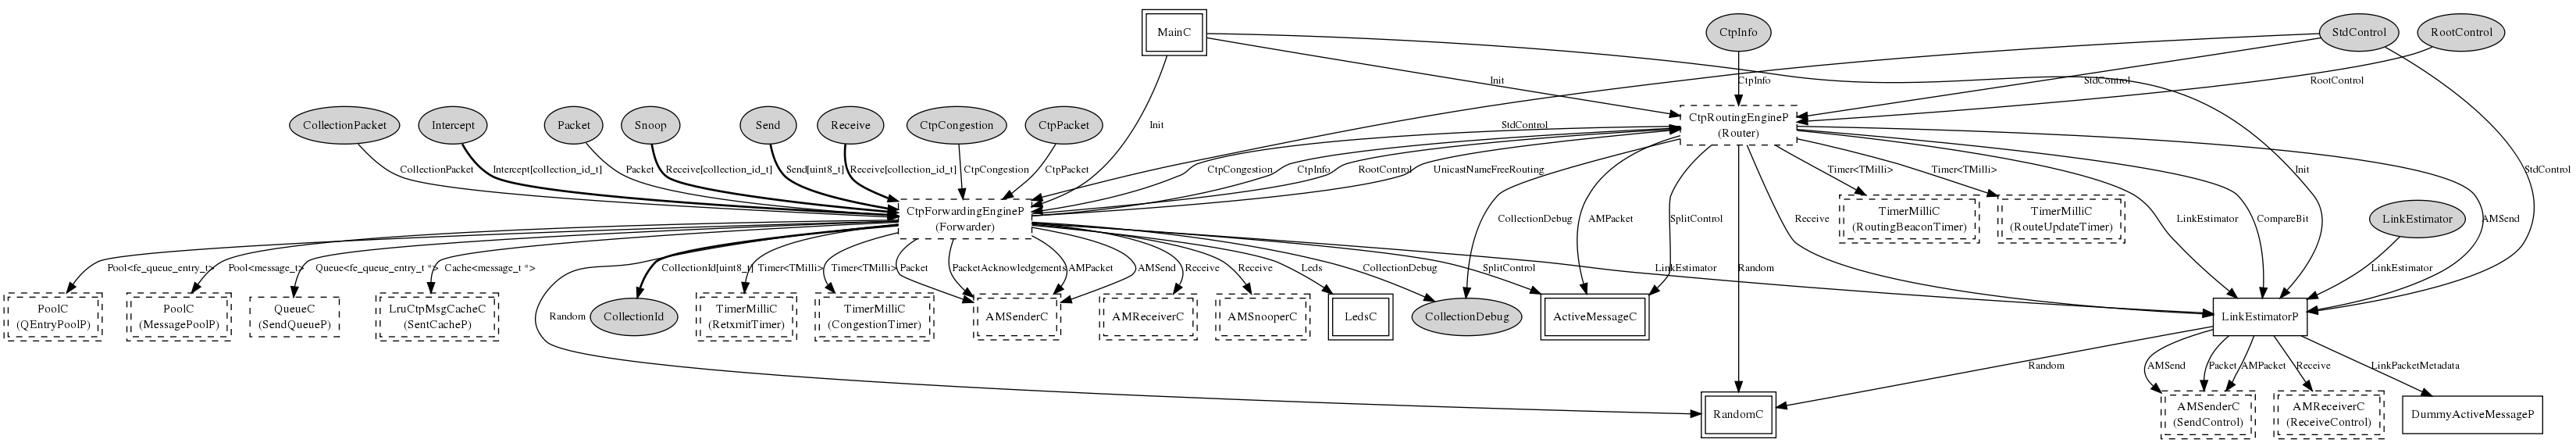 MainC
CtpInfo
StdControl
RootControl
Init
CtpInfo
StdControl
RootControl
CollectionPacket
Intercept
Packet
Snoop
Send
Receive
CtpCongestion
CtpPacket
Init
StdControl
CtpRoutingEngineP
(Router)
CollectionPacket
Intercept[collection_id_t]
Packet
Receive[collection_id_t]
Send[uint8_t]
Receive[collection_id_t]
CtpCongestion
CtpPacket
CtpCongestion
CtpInfo
RootControl
UnicastNameFreeRouting
Timer<TMilli>
Timer<TMilli>
Init
StdControl
CtpForwardingEngineP
(Forwarder)
CollectionDebug
AMPacket
SplitControl
Receive
TimerMilliC
(RoutingBeaconTimer)
TimerMilliC
(RouteUpdateTimer)
LinkEstimator
CompareBit
AMSend
LinkEstimator
Pool<fe_queue_entry_t>
Pool<message_t>
Queue<fe_queue_entry_t *>
Cache<message_t *>
Random
CollectionId[uint8_t]
Timer<TMilli>
Timer<TMilli>
Packet
PacketAcknowledgements
AMPacket
AMSend
Receive
Receive
Leds
CollectionDebug
SplitControl
LinkEstimator
Random
LinkEstimator
PoolC
(QEntryPoolP)
PoolC
(MessagePoolP)
QueueC
(SendQueueP)
LruCtpMsgCacheC
(SentCacheP)
CollectionId
TimerMilliC
(RetxmitTimer)
TimerMilliC
(CongestionTimer)
AMSenderC
AMReceiverC
AMSnooperC
LedsC
CollectionDebug
ActiveMessageC
LinkEstimatorP
Random
AMSend
Packet
AMPacket
Receive
LinkPacketMetadata
RandomC
AMSenderC
(SendControl)
AMReceiverC
(ReceiveControl)
DummyActiveMessageP